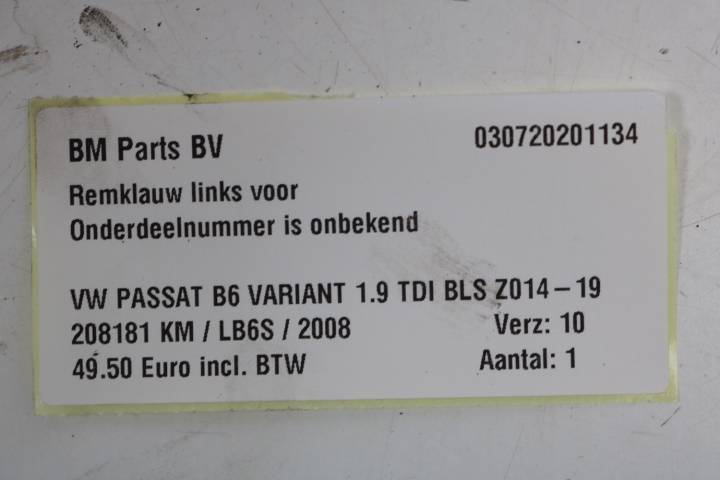 BM Parts BV 030720201134
Remklauw links voor
Onderdeelnummer is onbekend
VW PASSAT B6 VARIANT 1.9 TDI BLS Z014-19
208181 KM / LB6S / 2008 Verz: 10
49.50 Euro incl. BTW Aantal: 1